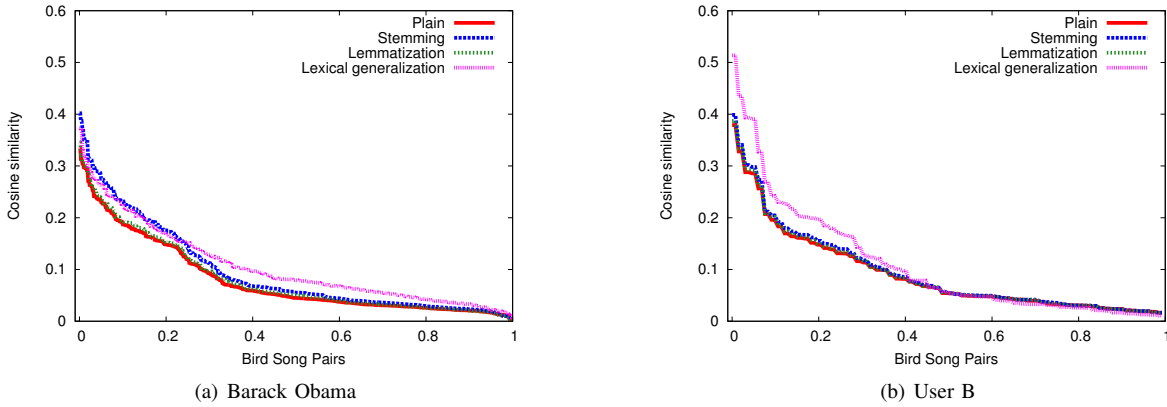 Plain
Stemming
Lemmatization
Lexical generalization
0.6
0.5
0.4
0.3
0.2
0.1
0
Cosine similarity
0 0.2 0.4 0.6 0.8 1
Bird Song Pairs
(a) Barack Obama
Plain
Stemming
Lemmatization
Lexical generalization
0.6
0.5
0.4
0.3
0.2
0.1
0
Cosine similarity
0 0.2 0.4 0.6 0.8 1
Bird Song Pairs
(b) User B